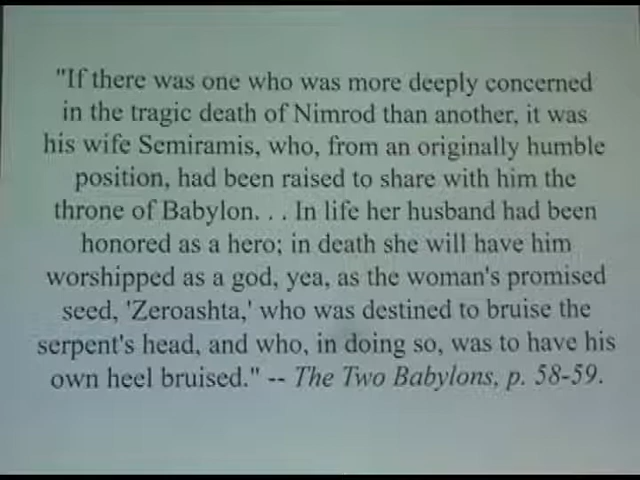 "If there was one who was more deeply concerned
in the tragic death of Nimrod than another, it was
his wife Semiramis, who, from an originally humble
position, had been raised to share with him the
throne of Babylon. . . In life her husband had been
honored as a hero; in death she will have him
worshipped as a god, yea, as the woman's promised
seed, 'Zeroashta,' who was destined to bruise the
serpent's head, and who, in doing so, was to have his
own heel bruised." -- The Two Babylons, p. 58-59.